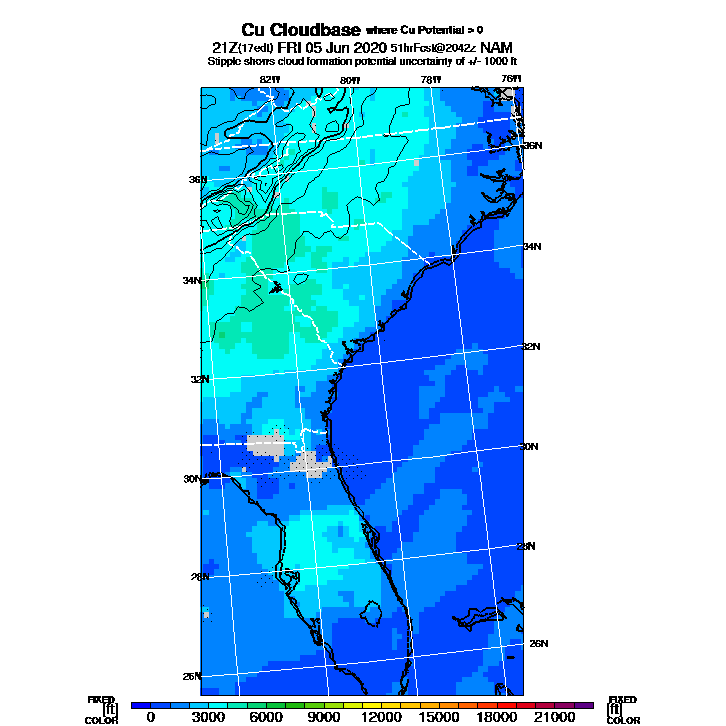 Cu Cloudbase where Cu Potential > 0
21Z(17edt) FRI 05 Jun 2020 51hrFcst@2042z NAM
Stipple shows cloud formation potential uncertainty of +/- 1000 ft
82W 80W 78W 76W
36N
36N
34N
34N
32N
32N
30N
30N
28N
28N
26N
26N
FIXED FIXED
[ft] [ft]
COLOR COLOR
0 3000 6000 9000 12000 15000 18000 21000